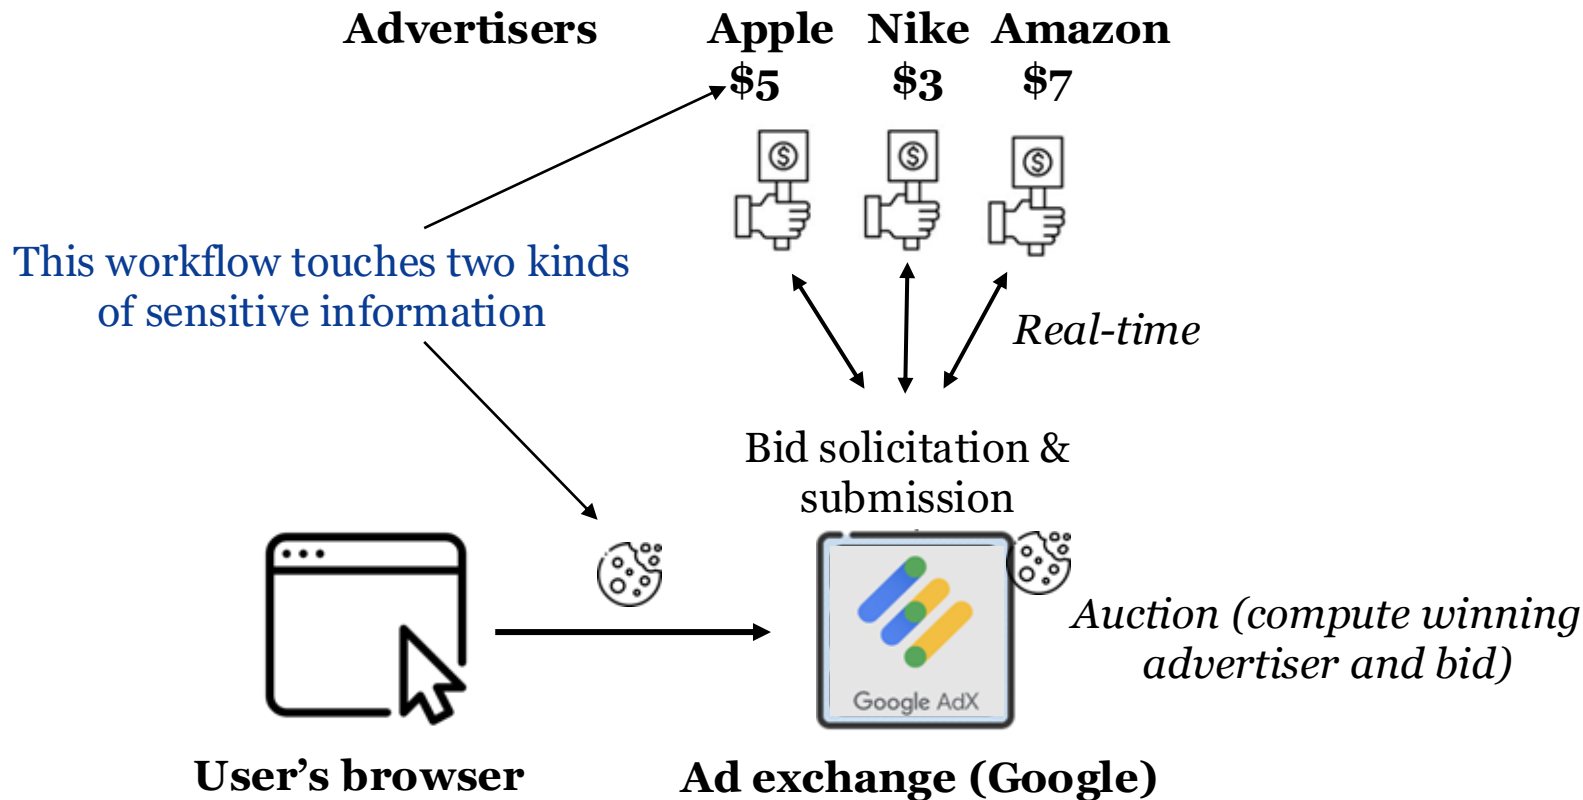 Advertisers
Apple Nike Amazon
$5 $3 $7
$ $ $
This workflow touches two kinds
of sensitive information
Real-time
Bid solicitation &
submission
Google AdX
Auction (compute winning
advertiser and bid)
User’s browser
Ad exchange (Google)